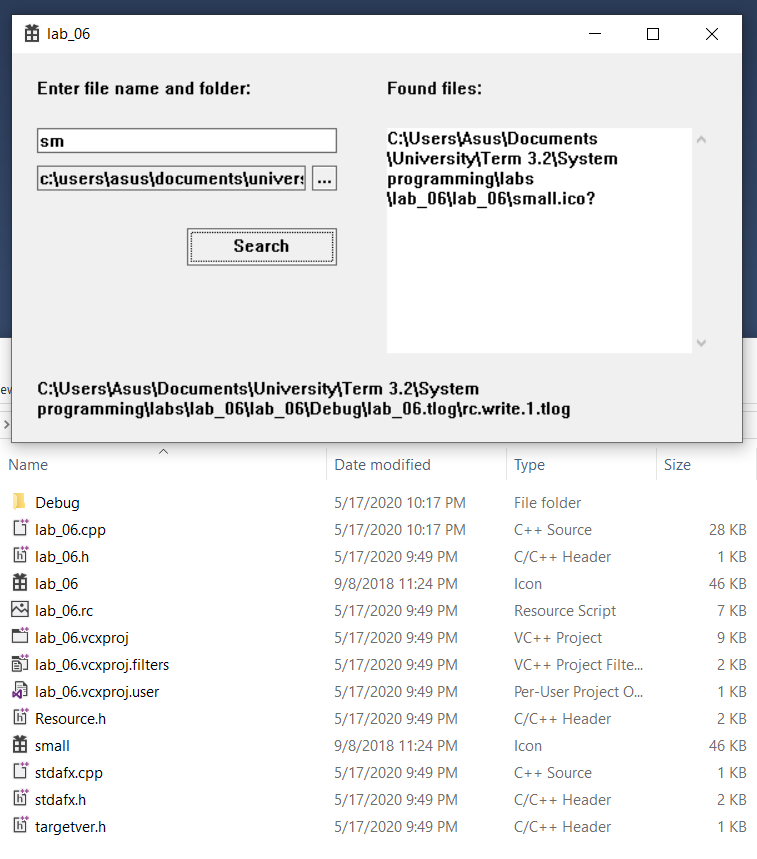 lab_06
Enter file name and folder:
Found files:
sm
c:\users\asus\documents\univers
...
Search
C:\Users\Asus\Documents
\University\Term 3.2\System
programming\labs
\lab_06\lab_06\small.ico?
C:\Users\Asus\Documents\University\Term 3.2\System
programming\labs\lab_06\lab_06\Debug\lab_06.tlog\rc.write.1.tlog
Name Date modified Type Size
Debug 5/17/2020 10:17 PM File folder
lab_06.cpp 5/17/2020 10:17 PM C++ Source 28 KB
lab_06.h 5/17/2020 9:49 PM C/C++ Header 1 KB
lab_06 9/8/2018 11:24 PM Icon 46 KB
lab_06.rc 5/17/2020 9:49 PM Resource Script 7 KB
lab_06.vcxproj 5/17/2020 9:49 PM VC++ Project 9 KB
lab_06.vcxproj.filters 5/17/2020 9:49 PM VC++ Project Filte... 2 KB
lab_06.vcxproj.user 5/17/2020 9:49 PM Per-User Project O... 1 KB
Resource.h 5/17/2020 9:49 PM C/C++ Header 2 KB
small 9/8/2018 11:24 PM Icon 46 KB
stdafx.cpp 5/17/2020 9:49 PM C++ Source 1 KB
stdafx.h 5/17/2020 9:49 PM C/C++ Header 2 KB
targetver.h 5/17/2020 9:49 PM C/C++ Header 1 KB